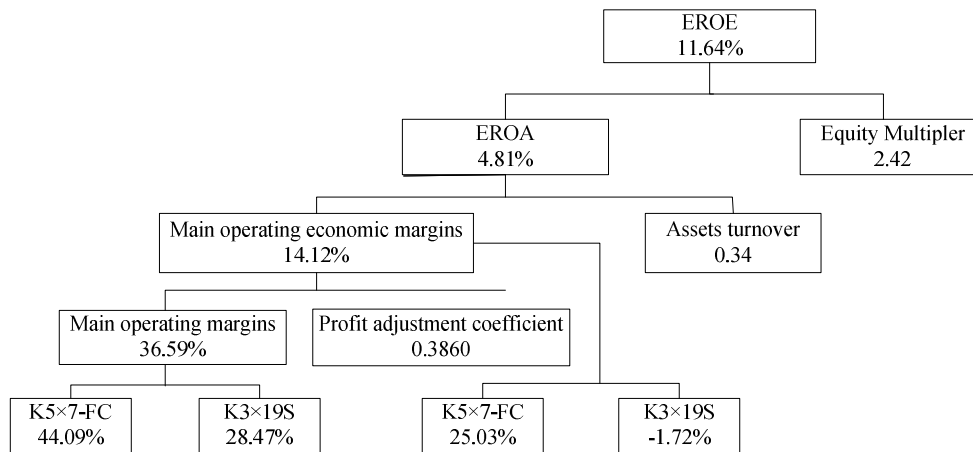 EROE
11.64%
EROA
4.81%
Equity Multipler
2.42
Main operating economic margins
14.12%
Assets turnover
0.34
Main operating margins
36.59%
Profit adjustment coefficient
0.3860
K5×7-FC
44.09%
K3×19S
28.47%
K5×7-FC
25.03%
K3×19S
-1.72%